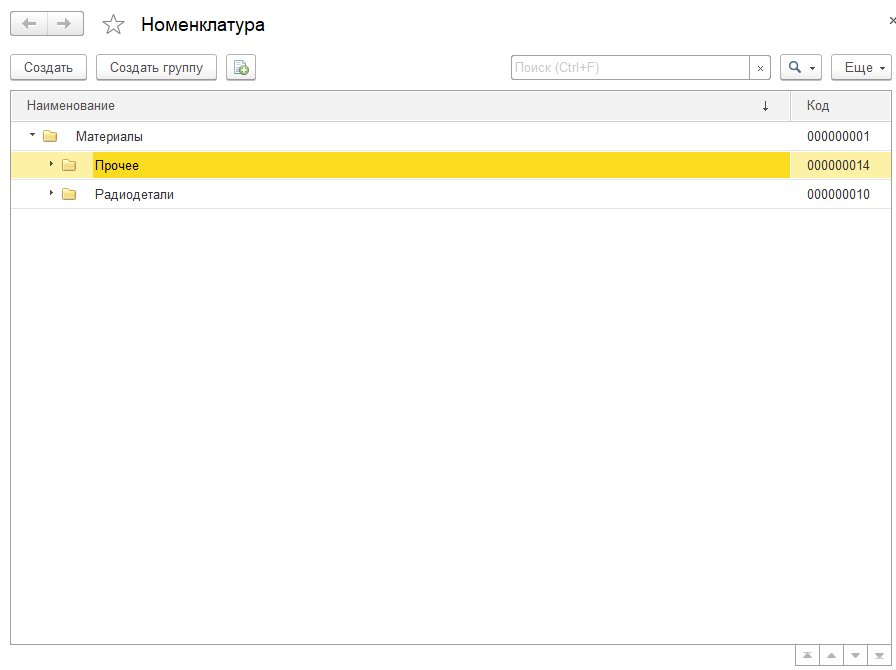 Номенклатура
Создать Создать группу Поиск (Ctrl+F) × Еще
Наименование ↓ Код
Материалы 000000001
Прочее 000000014
Радиодетали 000000010